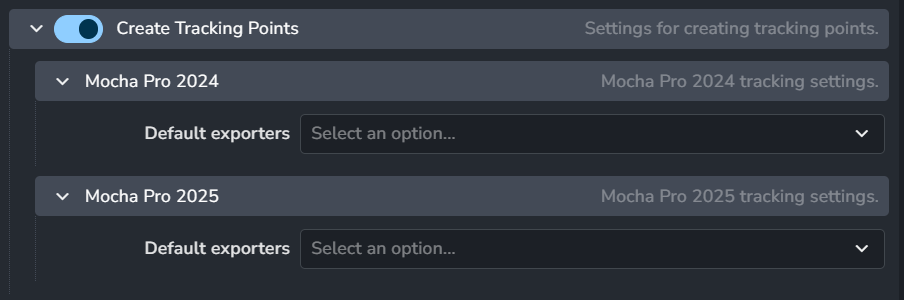 Create Tracking Points Settings for creating tracking points.
Mocha Pro 2024 Mocha Pro 2024 tracking settings.
Default exporters Select an option...
Mocha Pro 2025 Mocha Pro 2025 tracking settings.
Default exporters Select an option...